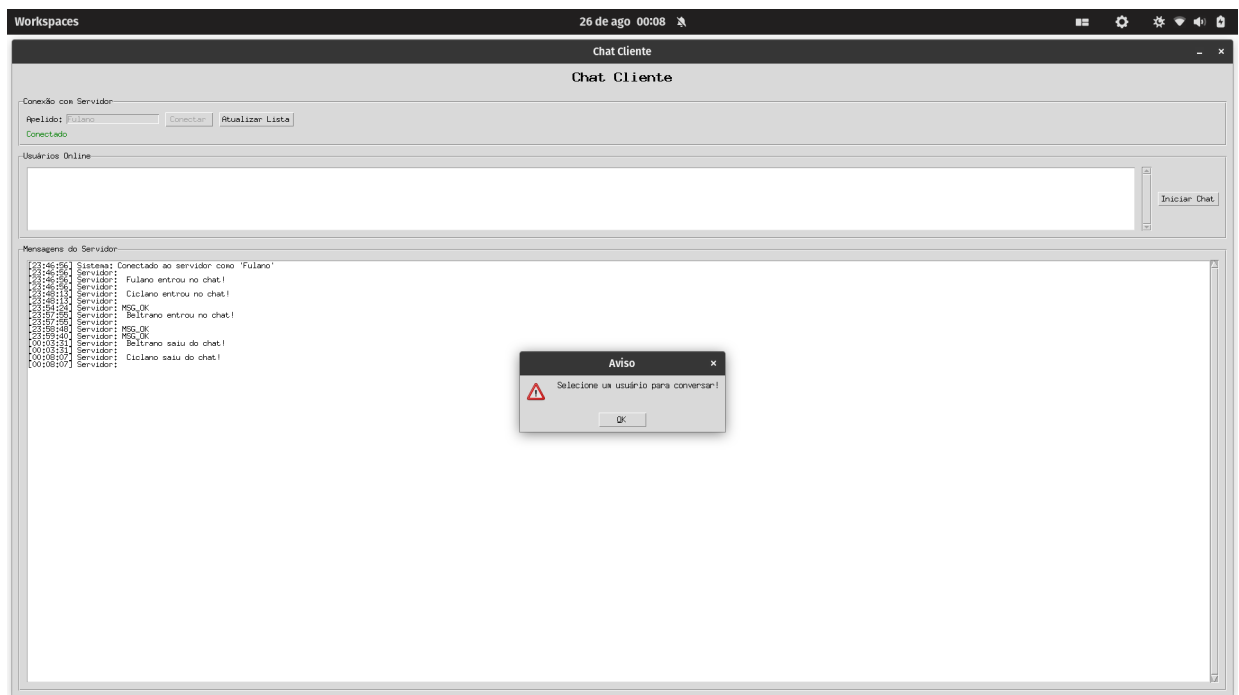 Workspaces
26 de ago 00:08
Chat Cliente
Chat Cliente
Conexão com Servidor
Apelido: Fulano Conectar Atualizar Lista
Conectado
Usuários Online
Iniciar Chat
Mensagens do Servidor
[23:46:56] Sistema: Conectado ao servidor como 'Fulano'
[23:46:56] Servidor:
[23:46:56] Servidor: Fulano entrou no chat!
[23:46:56] Servidor:
[23:48:13] Servidor: Ciclano entrou no chat!
[23:48:13] Servidor:
[23:54:24] Servidor: MSG_OK
[23:57:55] Servidor: Beltrano entrou no chat!
[23:57:55] Servidor:
[23:58:48] Servidor: MSG_OK
[23:59:40] Servidor: MSG_OK
[00:03:31] Servidor: Beltrano saiu do chat!
[00:03:31] Servidor:
[00:08:07] Servidor: Ciclano saiu do chat!
[00:08:07] Servidor:
Aviso
Selecione um usuário para conversar!
OK